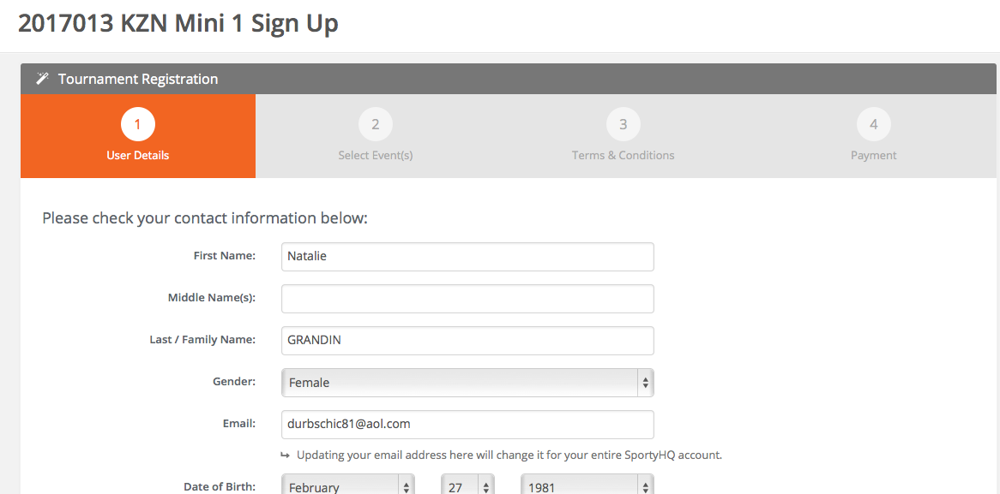 2017013 KZN Mini 1 Sign Up
Tournament Registration
1 2 3 4
User Details Select Event(s) Terms & Conditions Payment
Please check your contact information below:
First Name: Natalie
Middle Name(s):
Last / Family Name: GRANDIN
Gender: Female
Email: durbschic81@aol.com
Updating your email address here will change it for your entire SportyHQ account.
Date of Birth: February 27 1981